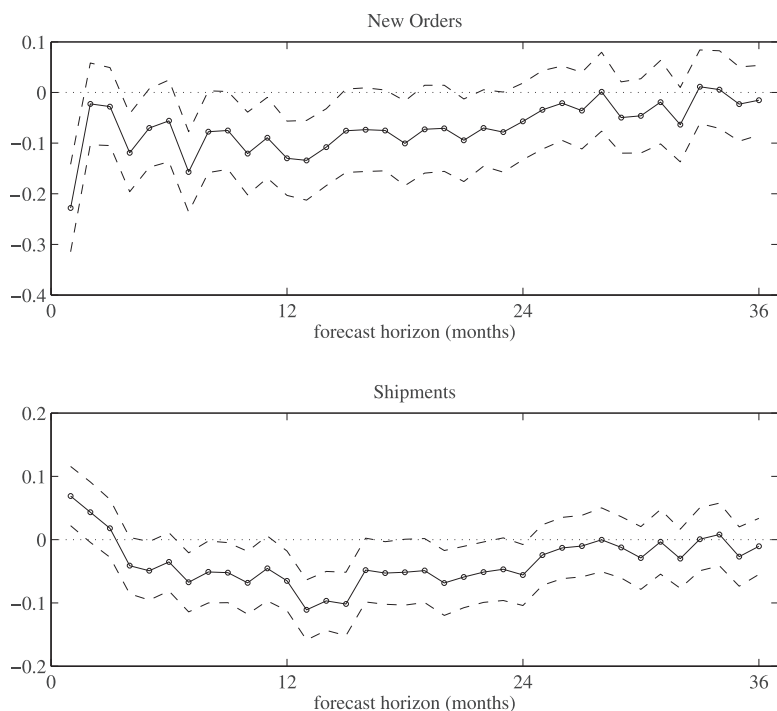 New Orders
0.1
0
−0.1
−0.2
−0.3
−0.4
0 12 24 36
forecast horizon (months)
Shipments
0.2
0.1
0
−0.1
−0.2
0 12 24 36
forecast horizon (months)